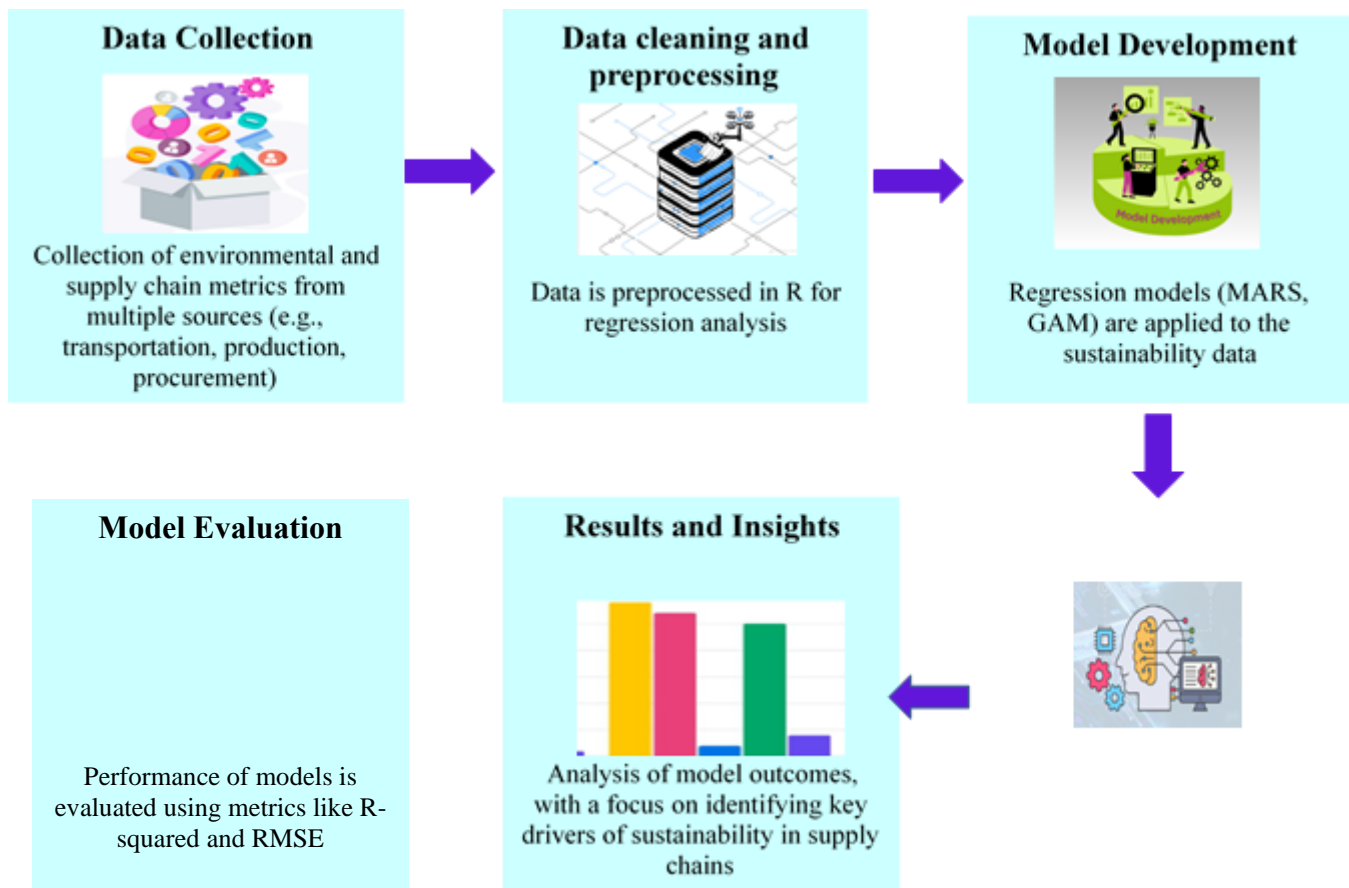 Data Collection
Collection of environmental and
supply chain metrics from
multiple sources (e.g.,
transportation, production,
procurement)
Data cleaning and
preprocessing
Data is preprocessed in R for
regression analysis
Model Development
Model Development
Regression models (MARS,
GAM) are applied to the
sustainability data
Model Evaluation
Performance of models is
evaluated using metrics like R-
squared and RMSE
Results and Insights
Analysis of model outcomes,
with a focus on identifying key
drivers of sustainability in supply
chains